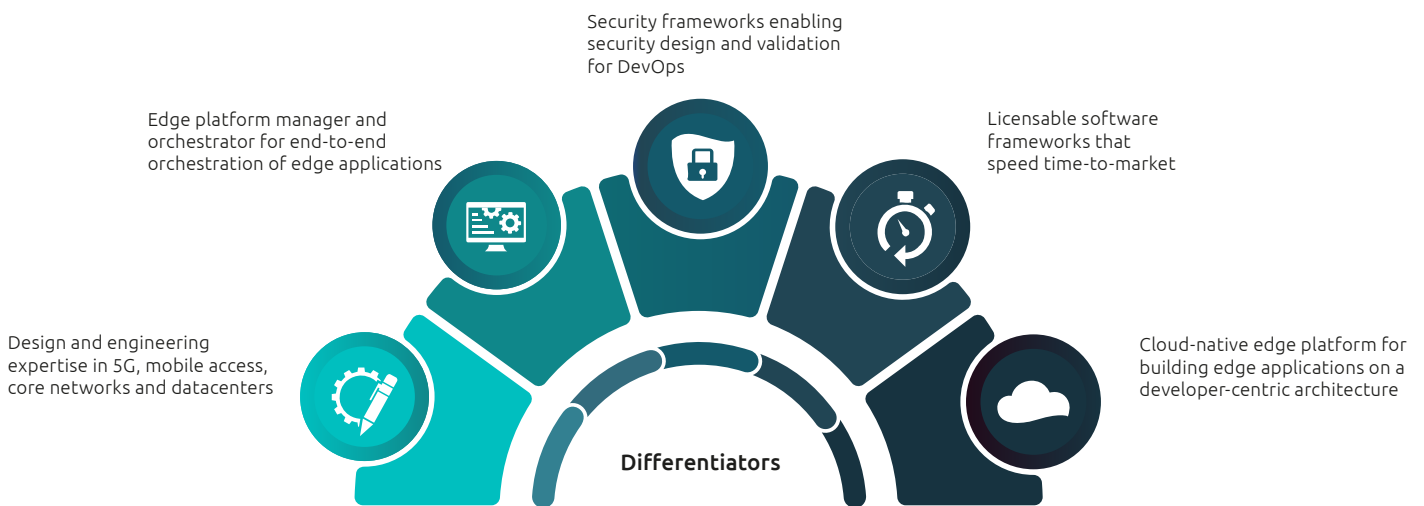 Security frameworks enabling
security design and validation
for DevOps
Edge platform manager and
orchestrator for end-to-end
orchestration of edge applications
Licensable software
frameworks that
speed time-to-market
Design and engineering
expertise in 5G, mobile access,
core networks and datacenters
Cloud-native edge platform for
building edge applications on a
developer-centric architecture
Differentiators